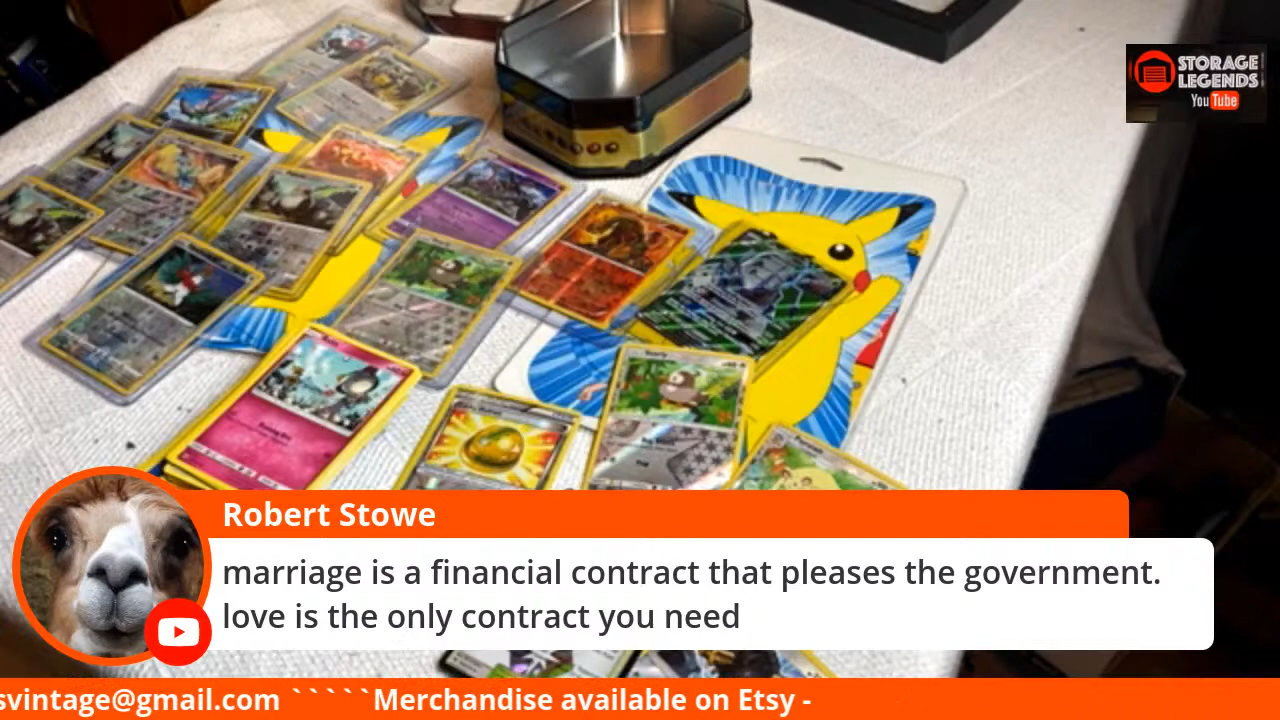 STORAGE
LEGENDS
YouTube
Robert Stowe
marriage is a financial contract that pleases the government.
love is the only contract you need
svintage@gmail.com ` ` ` ` `Merchandise available on Etsy -